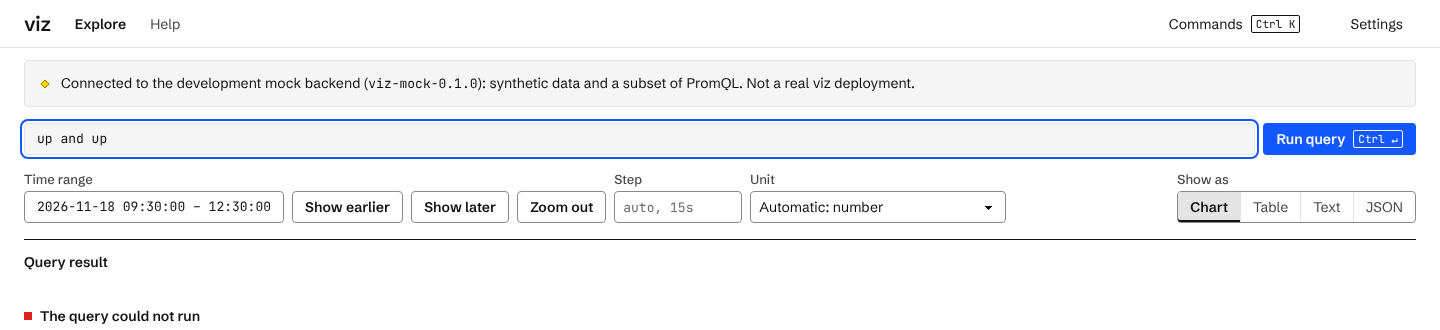 viz Explore Help Commands Ctrl K Settings
Connected to the development mock backend (viz-mock-0.1.0): synthetic data and a subset of PromQL. Not a real viz deployment.
up and up Run query Ctrl ↵
Time range Step Unit Show as
2026-11-18 09:30:00 – 12:30:00 Show earlier Show later Zoom out auto, 15s Automatic: number Chart Table Text JSON
Query result
The query could not run